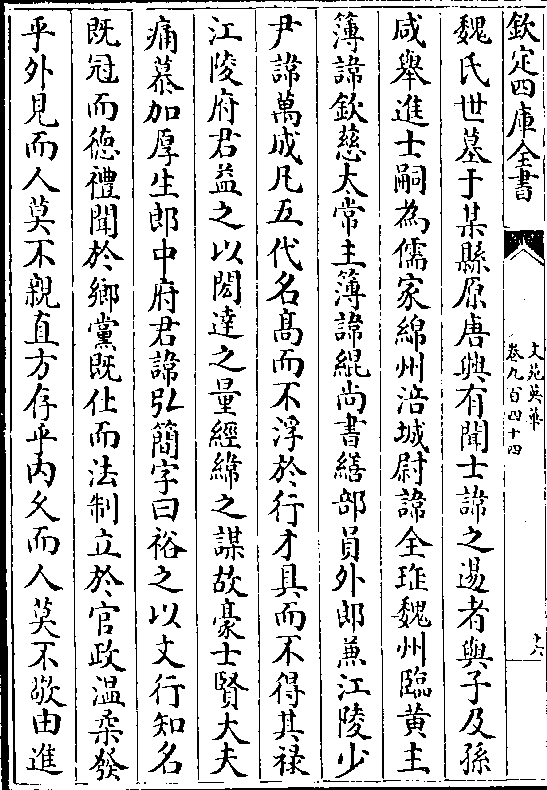 欽定四庫全書
文苑英華
卷九百四十四
十六
魏氏世墓于某縣原唐興有聞士諱之逷者與子及孫
咸舉進士嗣為儒家綿州涪城尉諱全珤魏州臨黄主
簿諱欽慈太常主簿諱緄尚書繕部員外郎兼江陵少
尹諱萬成凡五代名髙而不浮於行才具而不得其禄
江陵府君益之以閎達之量經綿之謀故豪士賢大夫
痛慕加厚生郎中府君諱弘簡字曰裕之以文行知名
既冠而徳禮聞於鄉黨既仕而法制立於官政温柔發
乎外見而人莫不親直方存乎内久而人莫不敬由進